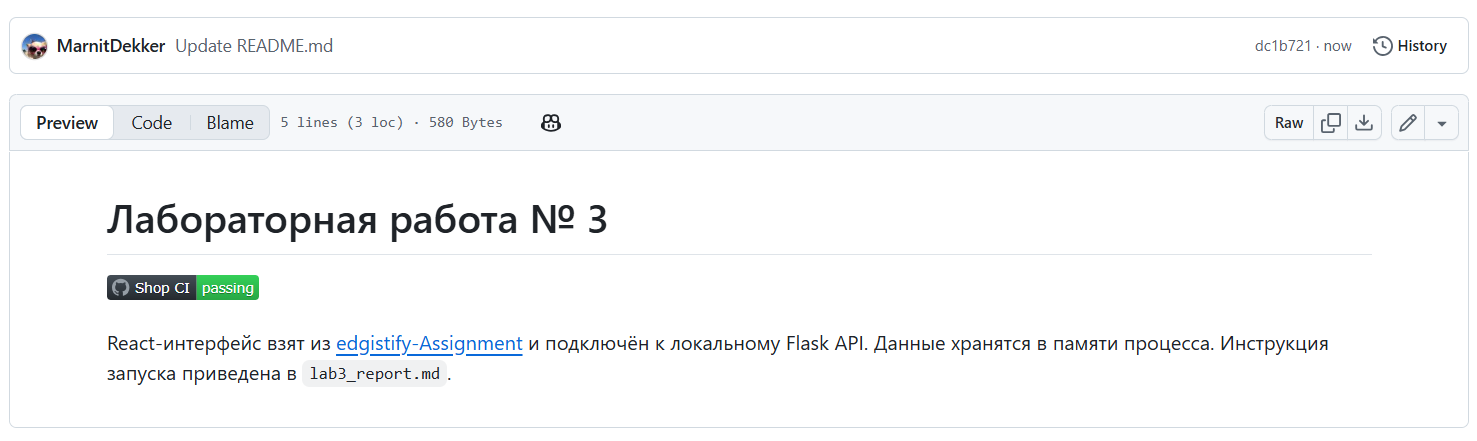 MarnitDekker Update README.md dc1b721 · now History
Preview Code Blame 5 lines (3 loc) · 580 Bytes Raw
Лабораторная работа № 3
Shop CI passing
React-интерфейс взят из edgistify-Assignment и подключён к локальному Flask API. Данные хранятся в памяти процесса. Инструкция
запуска приведена в lab3_report.md.